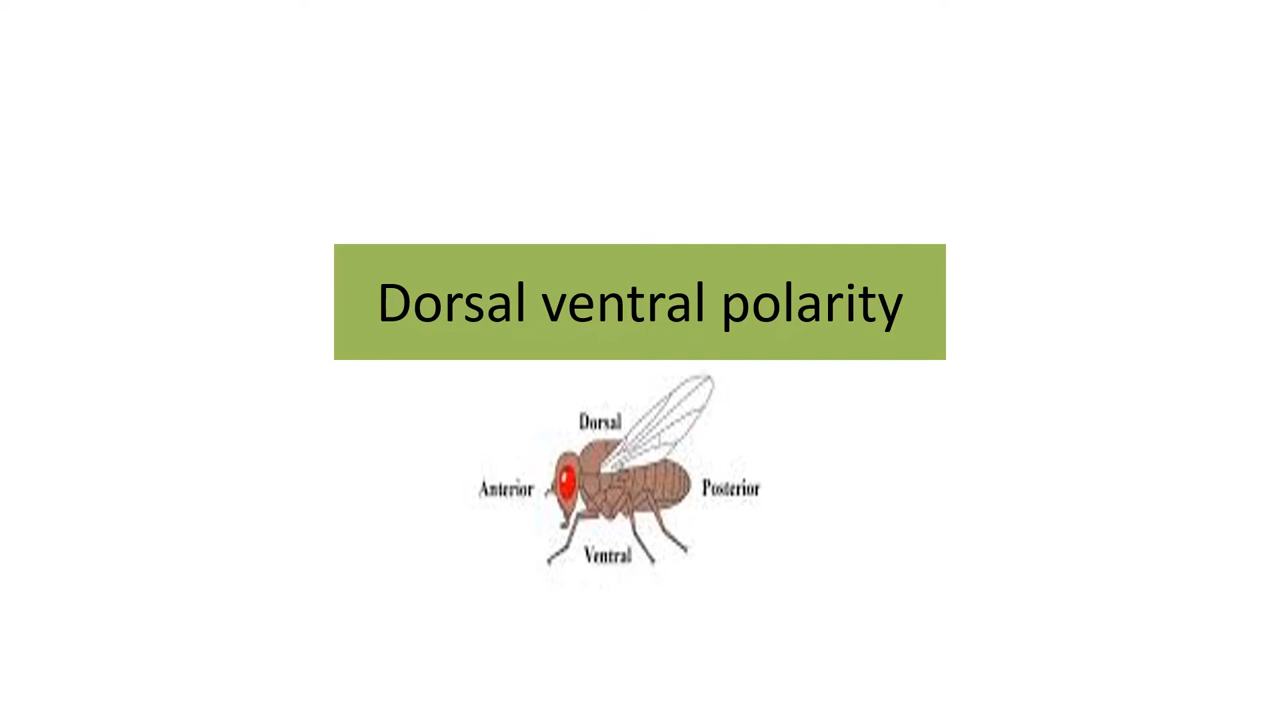 Dorsal ventral polarity
Dorsal
Anterior
Posterior
Ventral